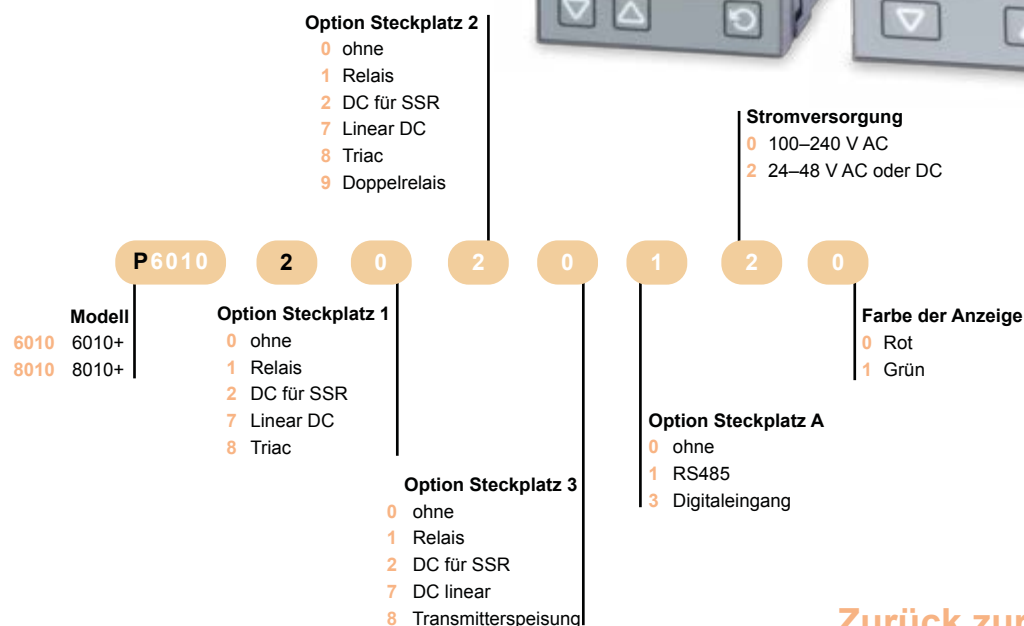 Option Steckplatz 2
0 ohne
1 Relais
2 DC für SSR
7 Linear DC
8 Triac
9 Doppelrelais
Stromversorgung
0 100–240 V AC
2 24–48 V AC oder DC
P6010 2 0 2 0 1 2 0
Modell
6010 6010+
8010 8010+
Option Steckplatz 1
0 ohne
1 Relais
2 DC für SSR
7 Linear DC
8 Triac
Farbe der Anzeige
0 Rot
1 Grün
Option Steckplatz A
0 ohne
1 RS485
3 Digitaleingang
Option Steckplatz 3
0 ohne
1 Relais
2 DC für SSR
7 DC linear
8 Transmitterspeisung
Zurück zur